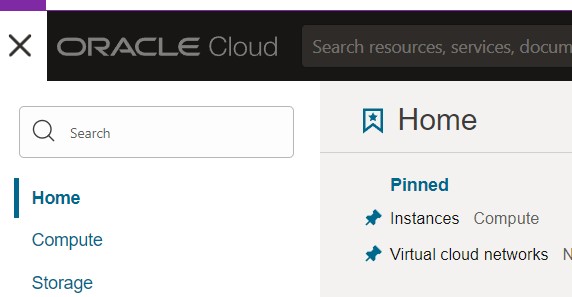 ORACLE Cloud
Search resources, services, docum
Search
Home
Compute
Storage
Home
Pinned
Instances Compute
Virtual cloud networks N